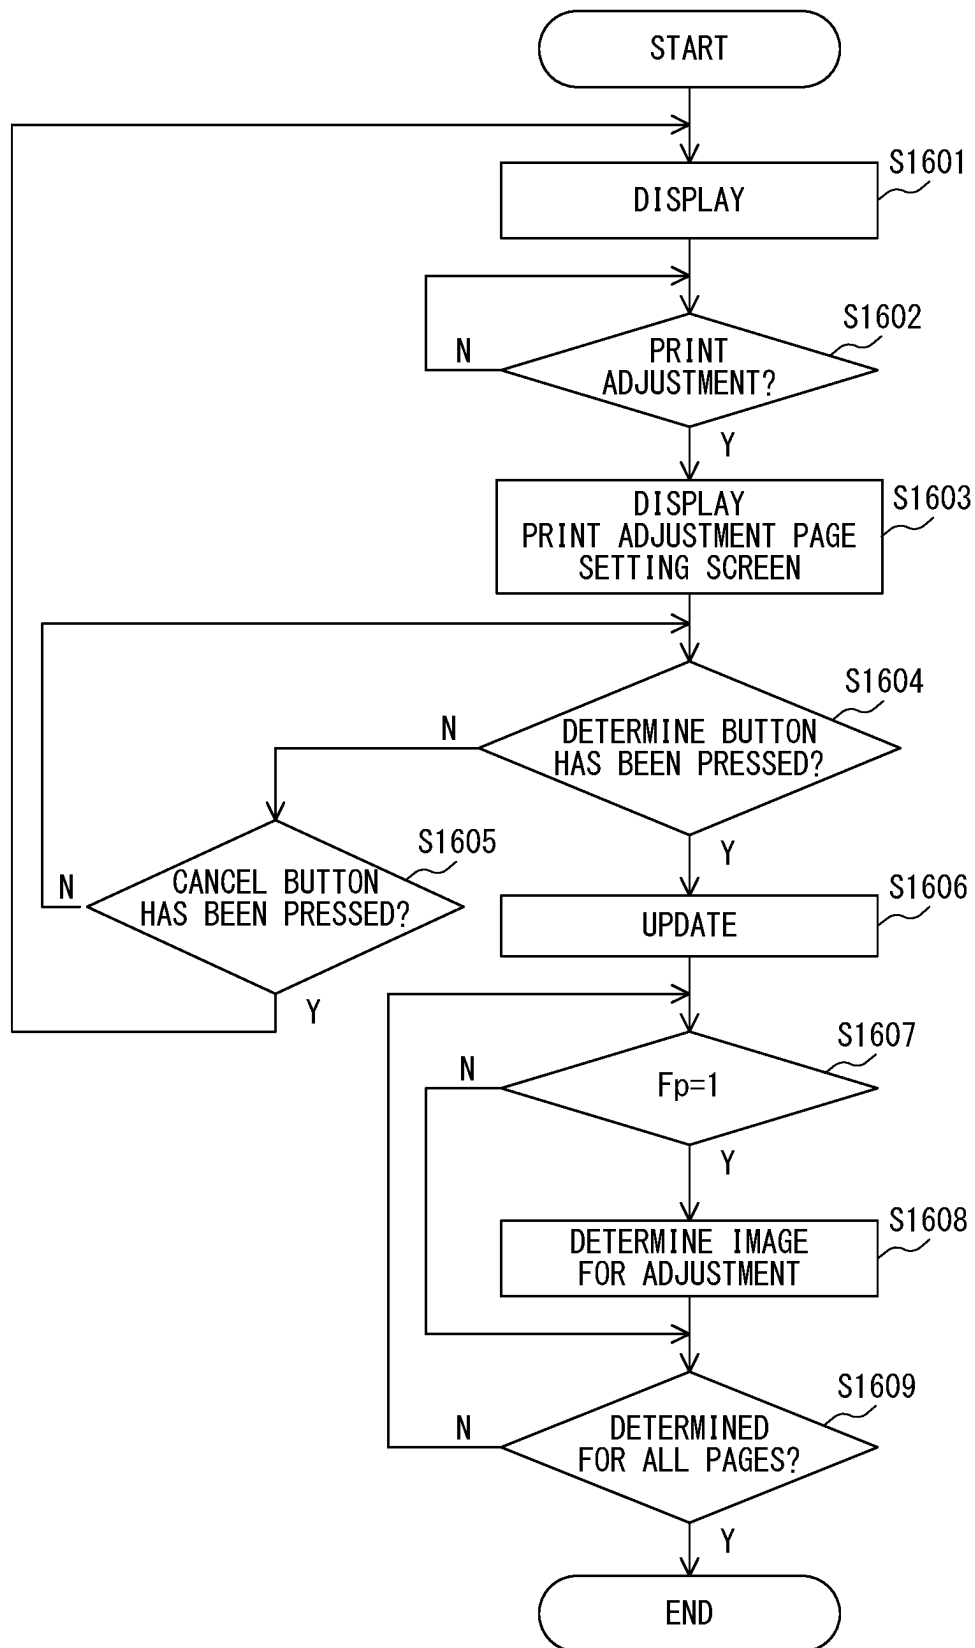 START
S1601
DISPLAY
S1602
N
PRINT
ADJUSTMENT?
Y
S1603
DISPLAY
PRINT ADJUSTMENT PAGE
SETTING SCREEN
S1604
N
DETERMINE BUTTON
HAS BEEN PRESSED?
Y
S1605
N
CANCEL BUTTON
HAS BEEN PRESSED?
Y
S1606
UPDATE
S1607
N
Fp=1
Y
S1608
DETERMINE IMAGE
FOR ADJUSTMENT
S1609
N
DETERMINED
FOR ALL PAGES?
Y
END